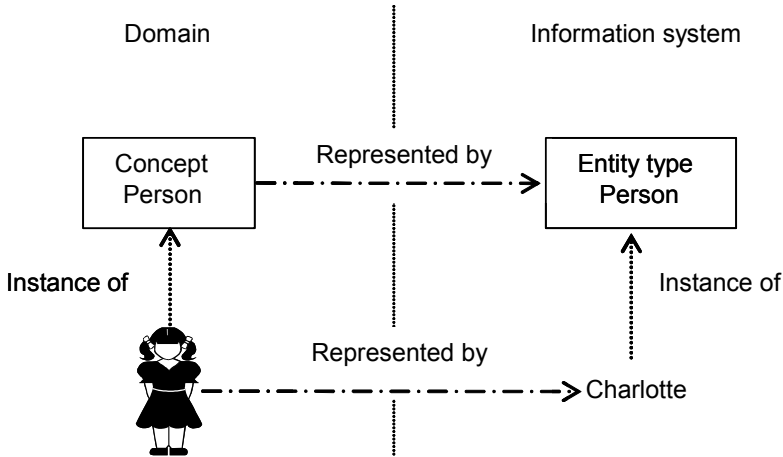 Domain
Information system
Represented by
Concept
Person
Entity type
Person
Instance of
Instance of
Represented by
Charlotte